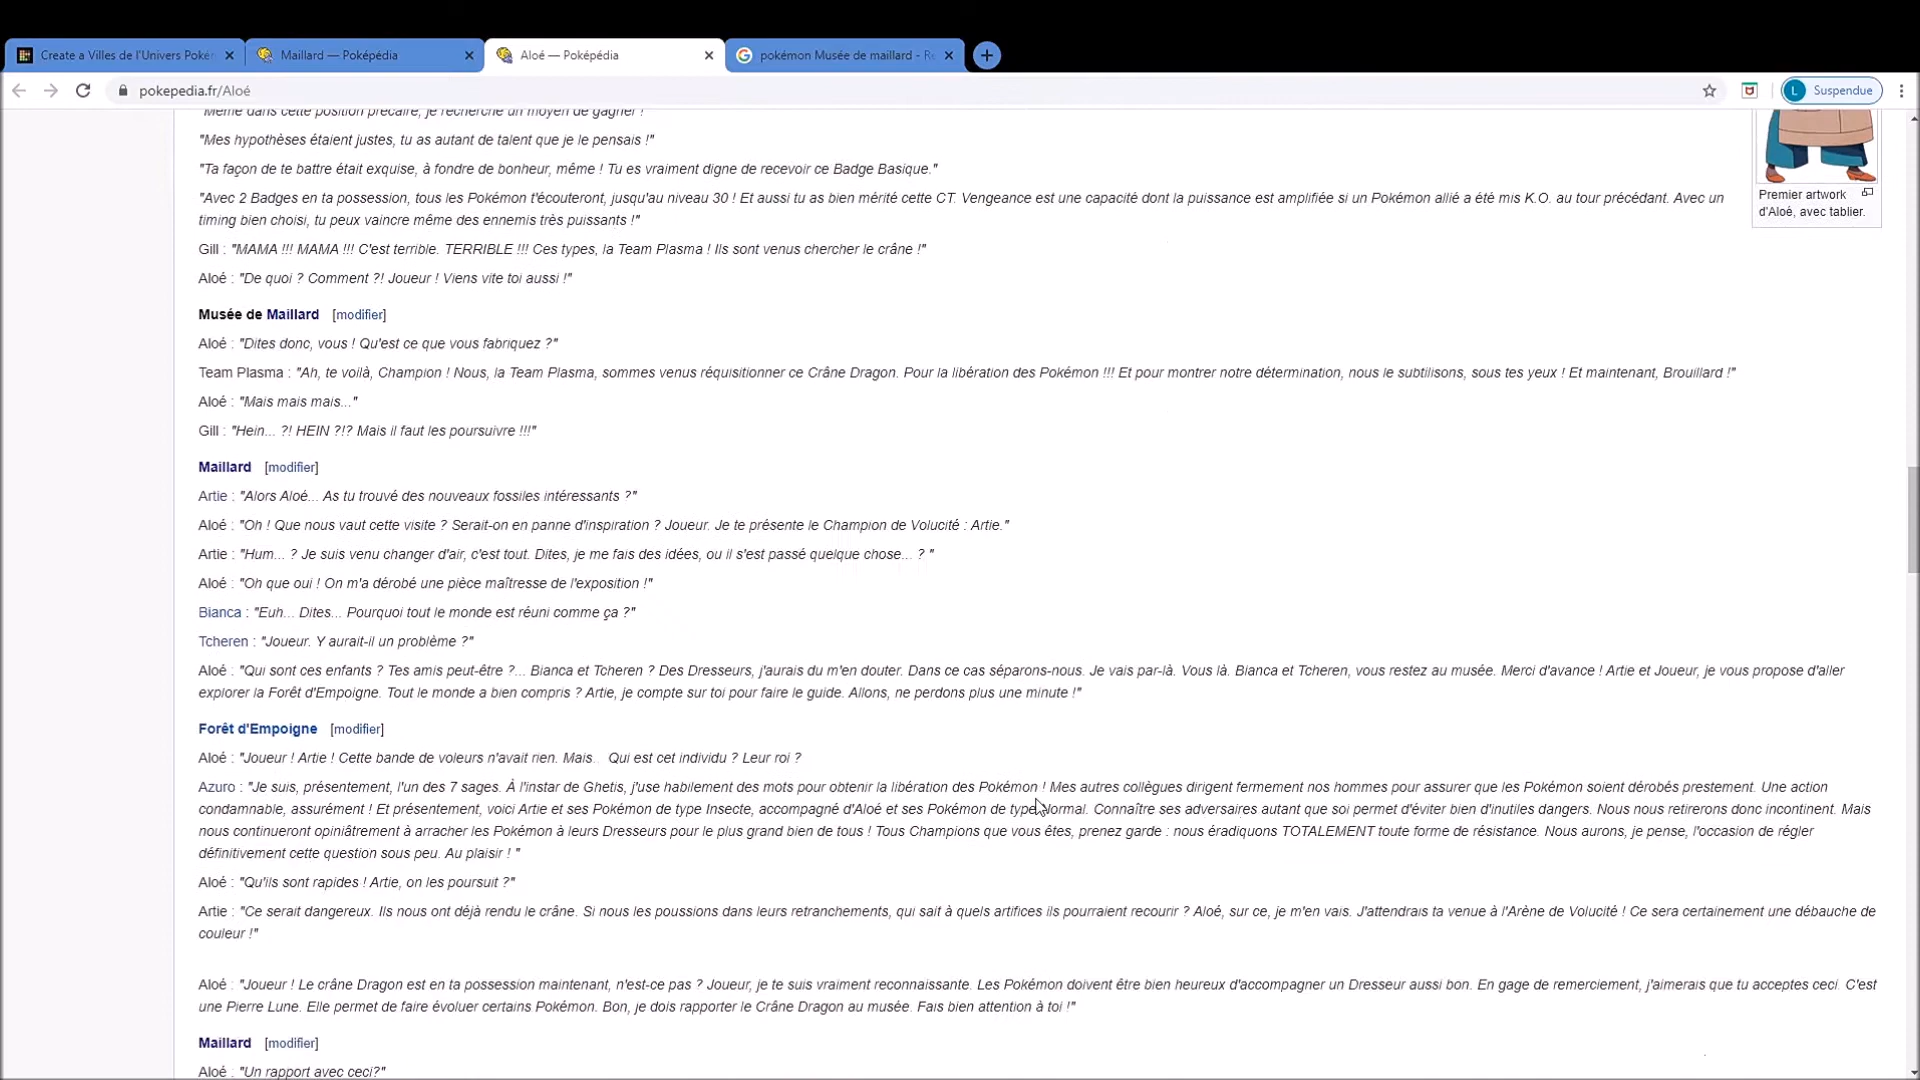 Create a Villes de l'Univers Poké
Maillard — Poképédia
Aloé — Poképédia
pokémon Musée de maillard - Re
pokepedia.fr/Aloé
L Suspendue
"Même dans cette position précaire, je recherche un moyen de gagner !
"Mes hypothèses étaient justes, tu as autant de talent que je le pensais !"
"Ta façon de te battre était exquise, à fondre de bonheur, même ! Tu es vraiment digne de recevoir ce Badge Basique."
"Avec 2 Badges en ta possession, tous les Pokémon t'écouteront, jusqu'au niveau 30 ! Et aussi tu as bien mérité cette CT. Vengeance est une capacité dont la puissance est amplifiée si un Pokémon allié a été mis K.O. au tour précédant. Avec un
timing bien choisi, tu peux vaincre même des ennemis très puissants !"
Premier artwork
d'Aloé, avec tablier.
Gill : "MAMA !!! MAMA !!! C'est terrible. TERRIBLE !!! Ces types, la Team Plasma ! Ils sont venus chercher le crâne !"
Aloé : "De quoi ? Comment ?! Joueur ! Viens vite toi aussi !"
Musée de Maillard [modifier]
Aloé : "Dites donc, vous ! Qu'est ce que vous fabriquez ?"
Team Plasma : "Ah, te voilà, Champion ! Nous, la Team Plasma, sommes venus réquisitionner ce Crâne Dragon. Pour la libération des Pokémon !!! Et pour montrer notre détermination, nous le subtilisons, sous tes yeux ! Et maintenant, Brouillard !"
Aloé : "Mais mais mais..."
Gill : "Hein... ?! HEIN ?!? Mais il faut les poursuivre !!!"
Maillard [modifier]
Artie : "Alors Aloé... As tu trouvé des nouveaux fossiles intéressants ?"
Aloé : "Oh ! Que nous vaut cette visite ? Serait-on en panne d'inspiration ? Joueur. Je te présente le Champion de Volucité : Artie."
Artie : "Hum... ? Je suis venu changer d'air, c'est tout. Dites, je me fais des idées, ou il s'est passé quelque chose... ? "
Aloé : "Oh que oui ! On m'a dérobé une pièce maîtresse de l'exposition !"
Bianca : "Euh... Dites... Pourquoi tout le monde est réuni comme ça ?"
Tcheren : "Joueur. Y aurait-il un problème ?"
Aloé : "Qui sont ces enfants ? Tes amis peut-être ?... Bianca et Tcheren ? Des Dresseurs, j'aurais du m'en douter. Dans ce cas séparons-nous. Je vais par-là. Vous là. Bianca et Tcheren, vous restez au musée. Merci d'avance ! Artie et Joueur, je vous propose d'aller
explorer la Forêt d'Empoigne. Tout le monde a bien compris ? Artie, je compte sur toi pour faire le guide. Allons, ne perdons plus une minute !"
Forêt d'Empoigne [modifier]
Aloé : "Joueur ! Artie ! Cette bande de voleurs n'avait rien. Mais... Qui est cet individu ? Leur roi ?
Azuro : "Je suis, présentement, l'un des 7 sages. À l'instar de Ghetis, j'use habilement des mots pour obtenir la libération des Pokémon ! Mes autres collègues dirigent fermement nos hommes pour assurer que les Pokémon soient dérobés prestement. Une action
condamnable, assurément ! Et présentement, voici Artie et ses Pokémon de type Insecte, accompagné d'Aloé et ses Pokémon de type Normal. Connaître ses adversaires autant que soi permet d'éviter bien d'inutiles dangers. Nous nous retirerons donc incontinent. Mais
nous continueront opiniâtrement à arracher les Pokémon à leurs Dresseurs pour le plus grand bien de tous ! Tous Champions que vous êtes, prenez garde : nous éradiquons TOTALEMENT toute forme de résistance. Nous aurons, je pense, l'occasion de régler
définitivement cette question sous peu. Au plaisir ! "
Aloé : "Qu'ils sont rapides ! Artie, on les poursuit ?"
Artie : "Ce serait dangereux. Ils nous ont déjà rendu le crâne. Si nous les poussions dans leurs retranchements, qui sait à quels artifices ils pourraient recourir ? Aloé, sur ce, je m'en vais. J'attendrais ta venue à l'Arène de Volucité ! Ce sera certainement une débauche de
couleur !"
Aloé : "Joueur ! Le crâne Dragon est en ta possession maintenant, n'est-ce pas ? Joueur, je te suis vraiment reconnaissante. Les Pokémon doivent être bien heureux d'accompagner un Dresseur aussi bon. En gage de remerciement, j'aimerais que tu acceptes ceci. C'est
une Pierre Lune. Elle permet de faire évoluer certains Pokémon. Bon, je dois rapporter le Crâne Dragon au musée. Fais bien attention à toi !"
Maillard [modifier]
Aloé : "Un rapport avec ceci?"